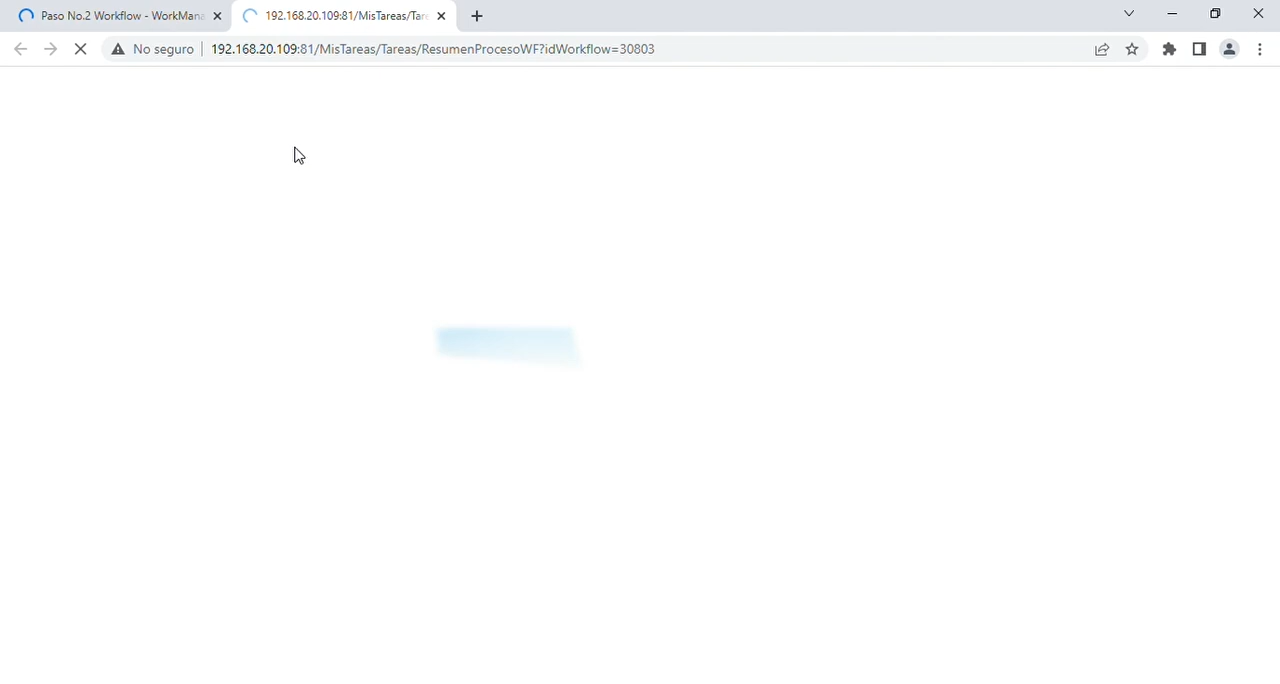 Paso No.2 Workflow - WorkMana
192.168.20.109:81/MisTareas/Tare
No seguro
192.168.20.109:81/MisTareas/Tareas/ResumenProcesoWF?idWorkflow=30803